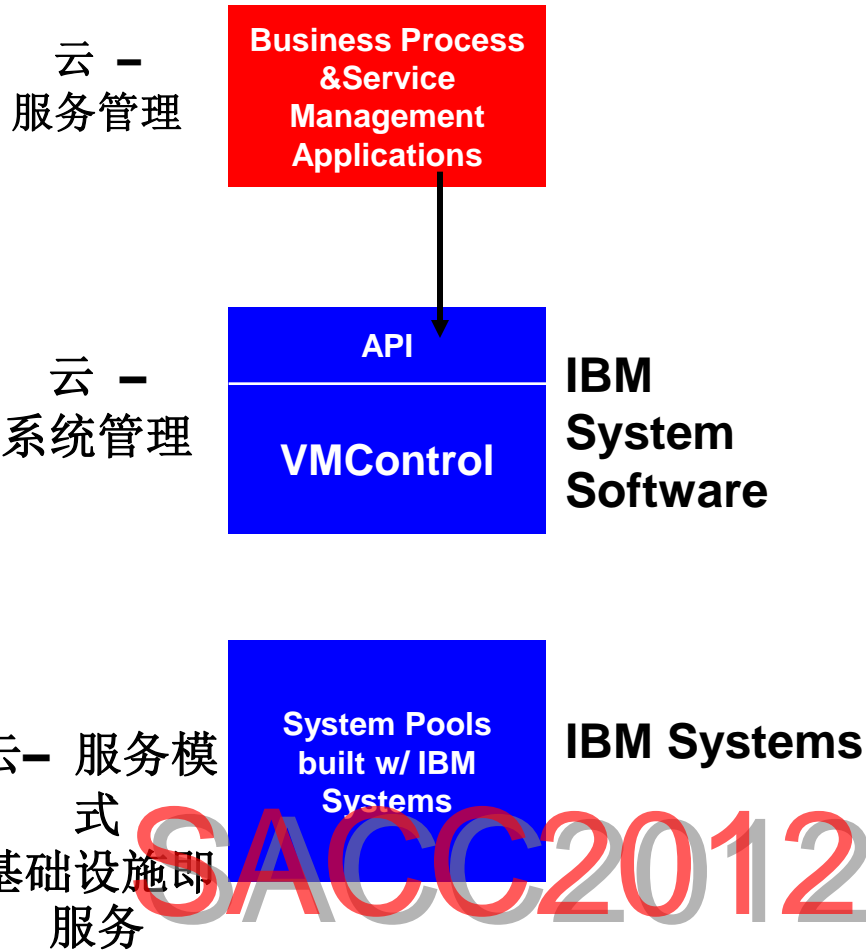 云 –
服务管理
Business Process
&Service
Management
Applications
API
云 –
系统管理
VMControl
IBM
System
Software
云– 服务模
式
基础设施即
服务
System Pools
built w/ IBM
Systems
IBM Systems
SACC2012